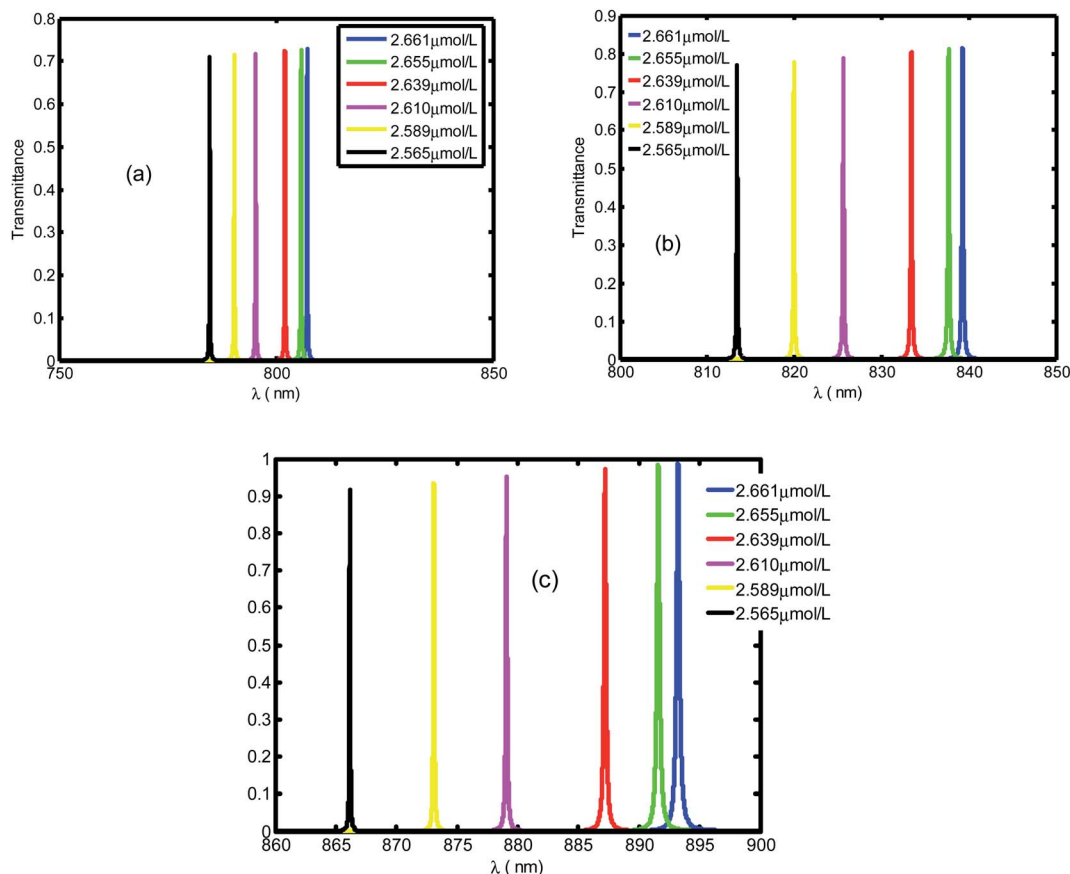 0.8
0.7
0.6
0.5
0.4
0.3
0.2
0.1
0
Transmittance
(a)
2.661μmol/L
2.655μmol/L
2.639μmol/L
2.610μmol/L
2.589μmol/L
2.565μmol/L
750 800 850
λ ( nm)
0.9
0.8
0.7
0.6
0.5
0.4
0.3
0.2
0.1
0
Transmittance
2.661μmol/L
2.655μmol/L
2.639μmol/L
2.610μmol/L
2.589μmol/L
2.565μmol/L
(b)
800 810 820 830 840 850
λ ( nm)
1
0.9
0.8
0.7
0.6
0.5
0.4
0.3
0.2
0.1
0
(c)
2.661μmol/L
2.655μmol/L
2.639μmol/L
2.610μmol/L
2.589μmol/L
2.565μmol/L
860 865 870 875 880 885 890 895 900
λ ( nm)